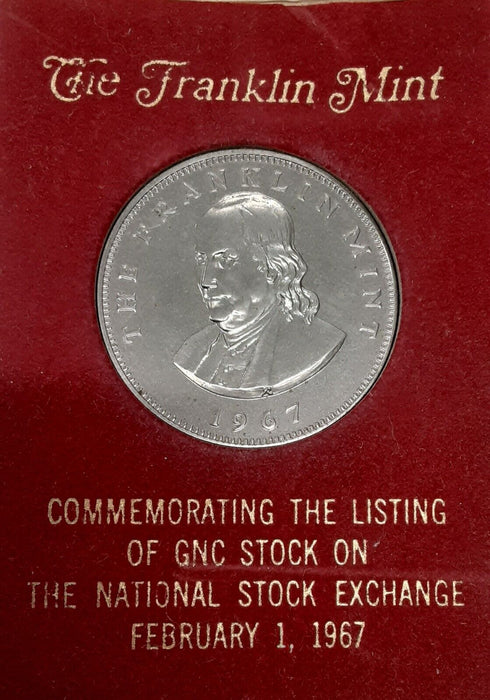 The Franklin Mint
THE FRANKLIN MINT
1967
COMMEMORATING THE LISTING
OF GNC STOCK ON
THE NATIONAL STOCK EXCHANGE
FEBRUARY 1, 1967